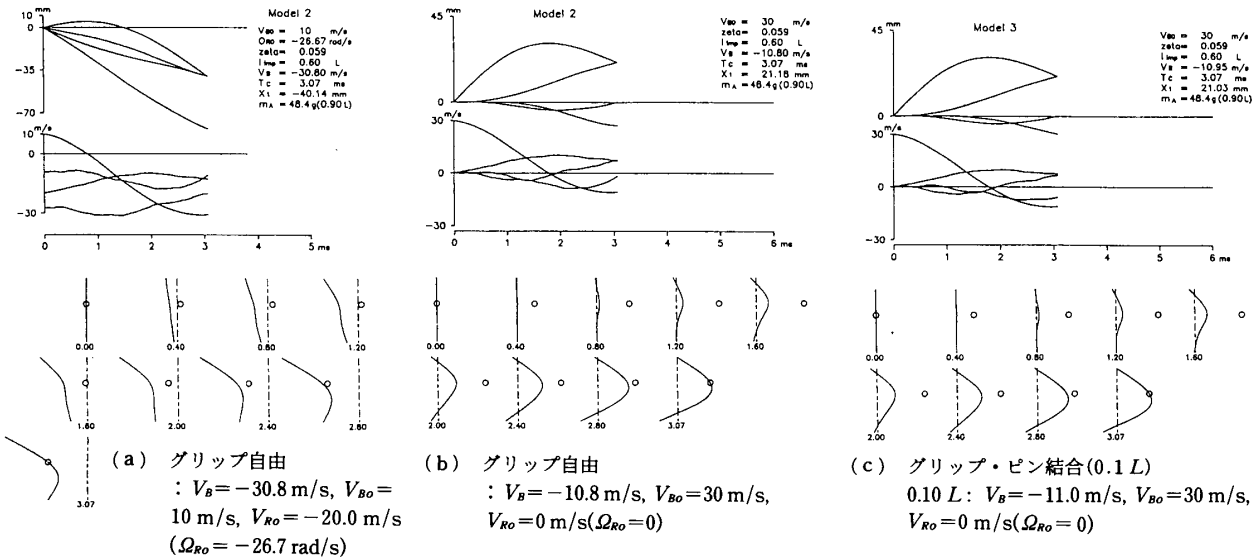 mm
10
0
−35
−70
Model 2
VBO = 10 m/s
ORO = −26.67 rad/s
zeta = 0.059
Iimp = 0.60 L
VB = −30.80 m/s
Tc = 3.07 ms
X1 = −40.14 mm
mA = 48.4g(0.90L)
10 m/s
0
−30
0 1 2 3 4 5 ms
0.00 0.40 0.80 1.20
1.60 2.00 2.40 2.80
3.07
(a) グリップ自由
: VB=−30.8 m/s, VBo=
10 m/s, VRo=−20.0 m/s
(ΩRo=−26.7 rad/s)
mm
45
0
Model 2
VBO = 30 m/s
zeta= 0.059
Iimp = 0.60 L
VB = −10.80 m/s
Tc = 3.07 ms
X1 = 21.18 mm
mA = 48.4g(0.90L)
m/s
30
0
−30
0 1 2 3 4 5 6 ms
0.00 0.40 0.80 1.20 1.60
2.00 2.40 2.80 3.07
(b) グリップ自由
: VB=−10.8 m/s, VBo=30 m/s,
VRo=0 m/s(ΩRo=0)
mm
45
0
Model 3
VBO = 30 m/s
zeta= 0.059
Iimp = 0.60 L
VB = −10.95 m/s
Tc = 3.07 ms
X1 = 21.03 mm
mA = 48.4g(0.90L)
m/s
30
0
−30
0 1 2 3 4 5 6 ms
0.00 0.40 0.80 1.20 1.60
2.00 2.40 2.80 3.07
(c) グリップ・ピン結合(0.1 L)
0.10 L: VB=−11.0 m/s, VBo=30 m/s,
VRo=0 m/s(ΩRo=0)